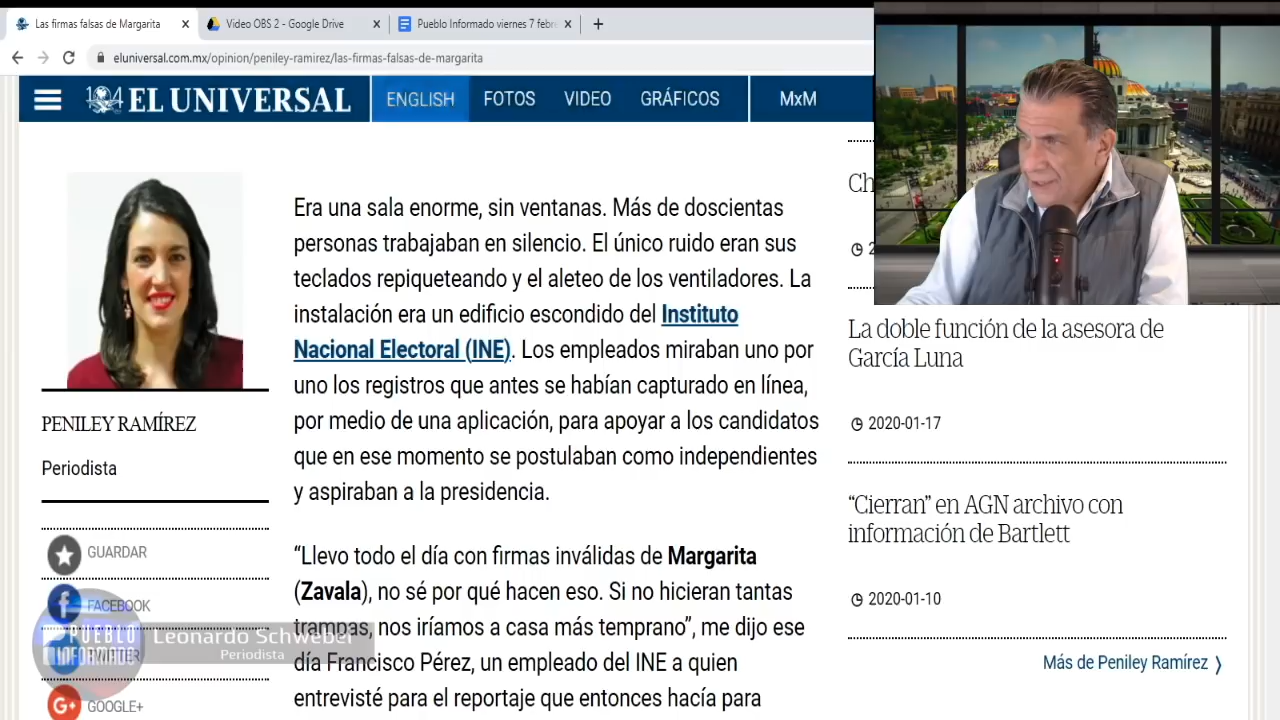 Las firmas falsas de Margarita
Video OBS 2 - Google Drive
Pueblo Informado viernes 7 febre
eluniversal.com.mx/opinion/peniley-ramirez/las-firmas-falsas-de-margarita
104 EL UNIVERSAL
ENGLISH
FOTOS
VIDEO
GRÁFICOS
MxM
PENILEY RAMÍREZ
Periodista
GUARDAR
FACEBOOK
GOOGLE+
Era una sala enorme, sin ventanas. Más de doscientas
personas trabajaban en silencio. El único ruido eran sus
teclados repiqueteando y el aleteo de los ventiladores. La
instalación era un edificio escondido del Instituto
Nacional Electoral (INE). Los empleados miraban uno por
uno los registros que antes se habían capturado en línea,
por medio de una aplicación, para apoyar a los candidatos
que en ese momento se postulaban como independientes
y aspiraban a la presidencia.
“Llevo todo el día con firmas inválidas de Margarita
(Zavala), no sé por qué hacen eso. Si no hicieran tantas
trampas, nos iríamos a casa más temprano”, me dijo ese
día Francisco Pérez, un empleado del INE a quien
entrevisté para el reportaje que entonces hacía para
Ch
2
La doble función de la asesora de
García Luna
2020-01-17
“Cierran” en AGN archivo con
información de Bartlett
2020-01-10
Más de Peniley Ramírez ⟩
PUEBLO
INFORMADO
Leonardo Schwebel
Periodista